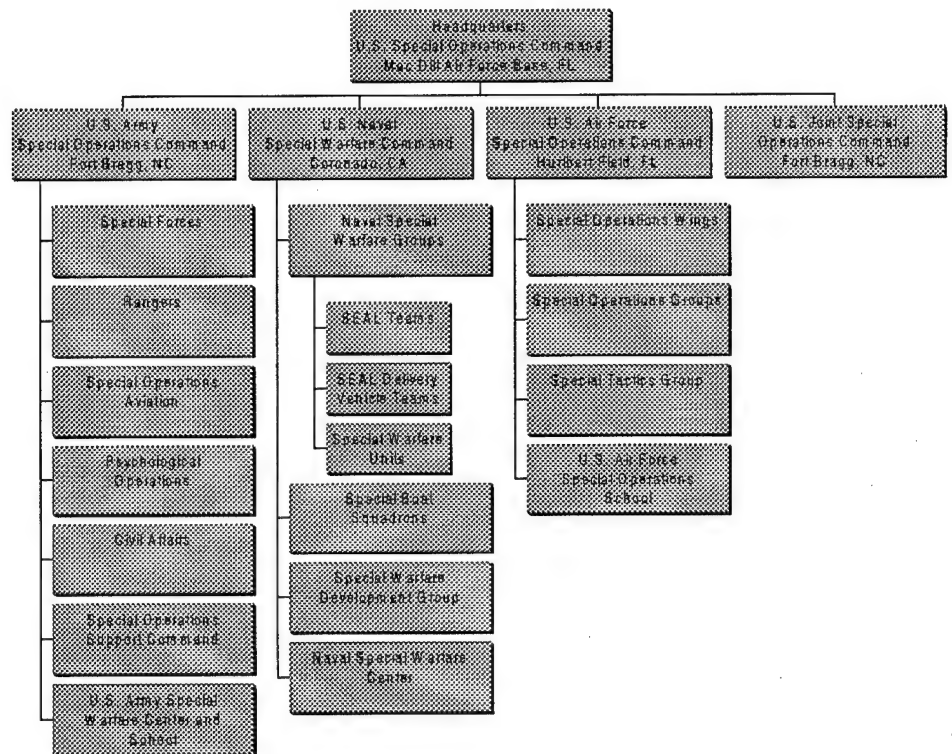 Headquarters
U.S. Special Operations Command
Mac Dill Air Force Base, FL
U.S. Army
Special Operations Command
Fort Bragg, NC
U.S. Naval
Special Warfare Command
Coronado, CA
U.S. Air Force
Special Operations Command
Hurlbert Field, FL
U.S. Joint Special
Operations Command
Fort Bragg, NC
Special Forces
Rangers
Special Operations
Aviation
Psychological
Operations
Civil Affairs
Special Operations
Support Command
U.S. Army Special
Warfare Center and
School
Naval Special
Warfare Groups
SEAL Teams
SEAL Delivery
Vehicle Teams
Special Warfare
Units
Special Boat
Squadrons
Special Warfare
Development Group
Naval Special Warfare
Center
Special Operations Wings
Special Operations Groups
Special Tactics Group
U.S. Air Force
Special Operations
School